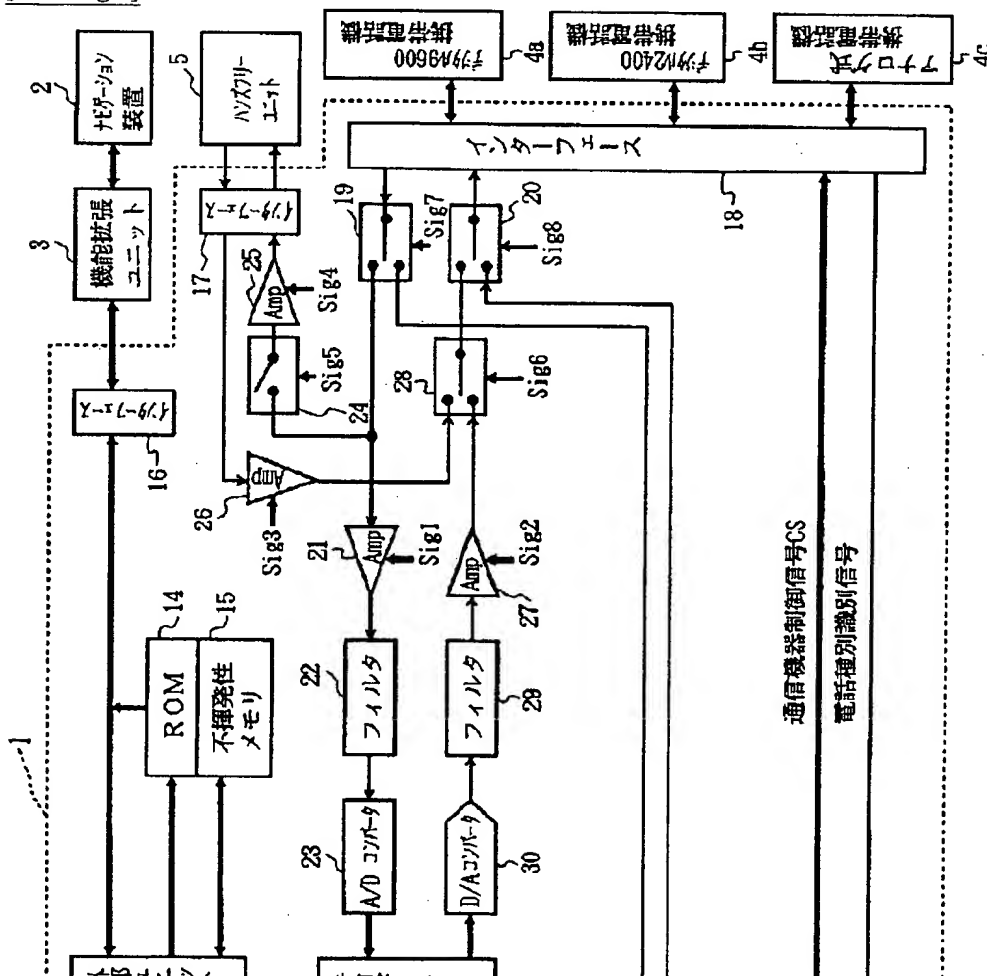 1
2
ナビゲーション
装置
3
機能拡張
ユニット
インターフェース
16
5
ハンズフリー
ユニット
インターフェース
17
25
Amp
Sig4
Sig5
24
26
Amp
Sig3
14
ROM
15
不揮発性
メモリ
デジタル9600
携帯電話機
4a
デジタル2400
携帯電話機
4b
アナログ式
携帯電話機
4c
インターフェース
18
19
Sig7
20
Sig8
28
Sig6
21
Amp
Sig1
22
フィルタ
23
A/Dコンバータ
27
Amp
Sig2
29
フィルタ
30
D/Aコンバータ
通信機器制御信号CS
電話種別識別信号